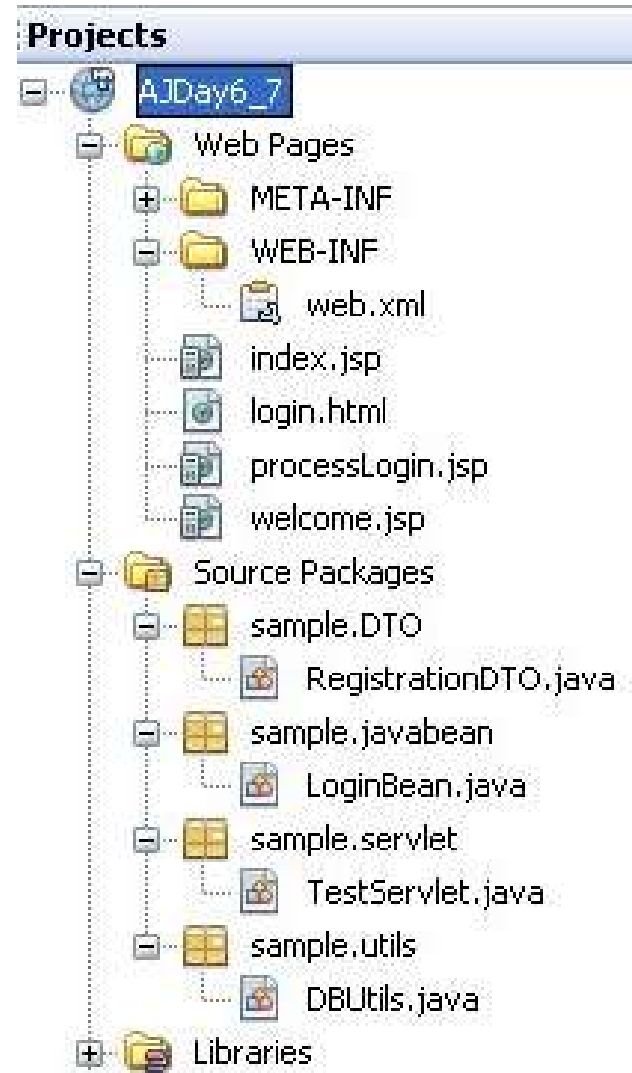 Projects
AJDay6_7
Web Pages
META-INF
WEB-INF
web.xml
index.jsp
login.html
processLogin.jsp
welcome.jsp
Source Packages
sample.DTO
RegistrationDTO.java
sample.javabean
LoginBean.java
sample.servlet
TestServlet.java
sample.utils
DBUtils.java
Libraries